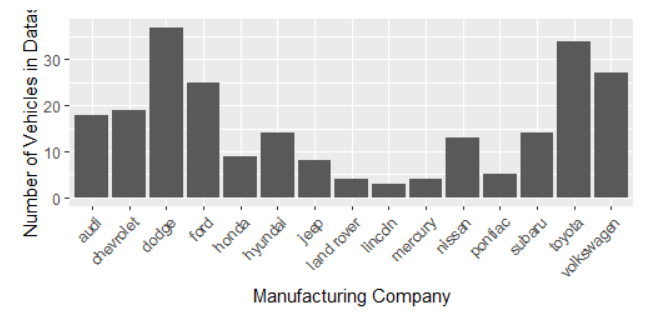 Number of Vehicles in Datas
30
20
10
0
audi
chevrolet
dodge
ford
honda
hyundai
jeep
land rover
lincoln
mercury
nissan
pontiac
subaru
toyota
volkswagen
Manufacturing Company